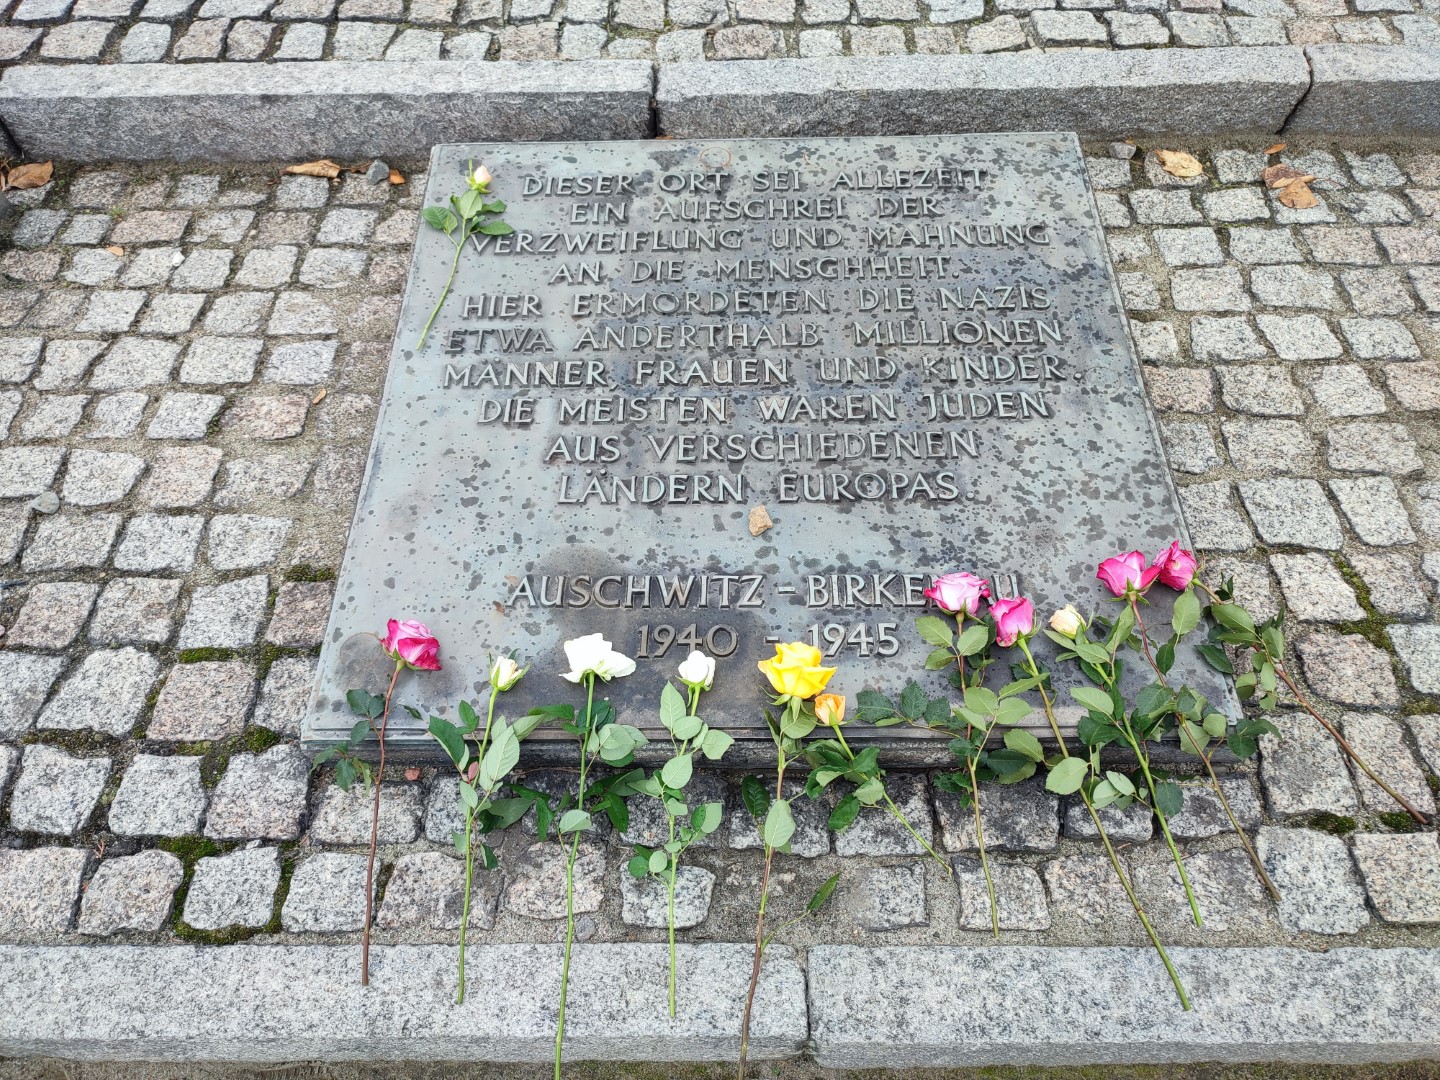 DIESER ORT SEI ALLEZEIT
EIN AUFSCHREI DER
VERZWEIFLUNG UND MAHNUNG
AN DIE MENSCHHEIT.
HIER ERMORDETEN DIE NAZIS
ETWA ANDERTHALB MILLIONEN
MÄNNER, FRAUEN UND KINDER.
DIE MEISTEN WAREN JUDEN
AUS VERSCHIEDENEN
LÄNDERN EUROPAS.
AUSCHWITZ - BIRKENAU
1940 - 1945